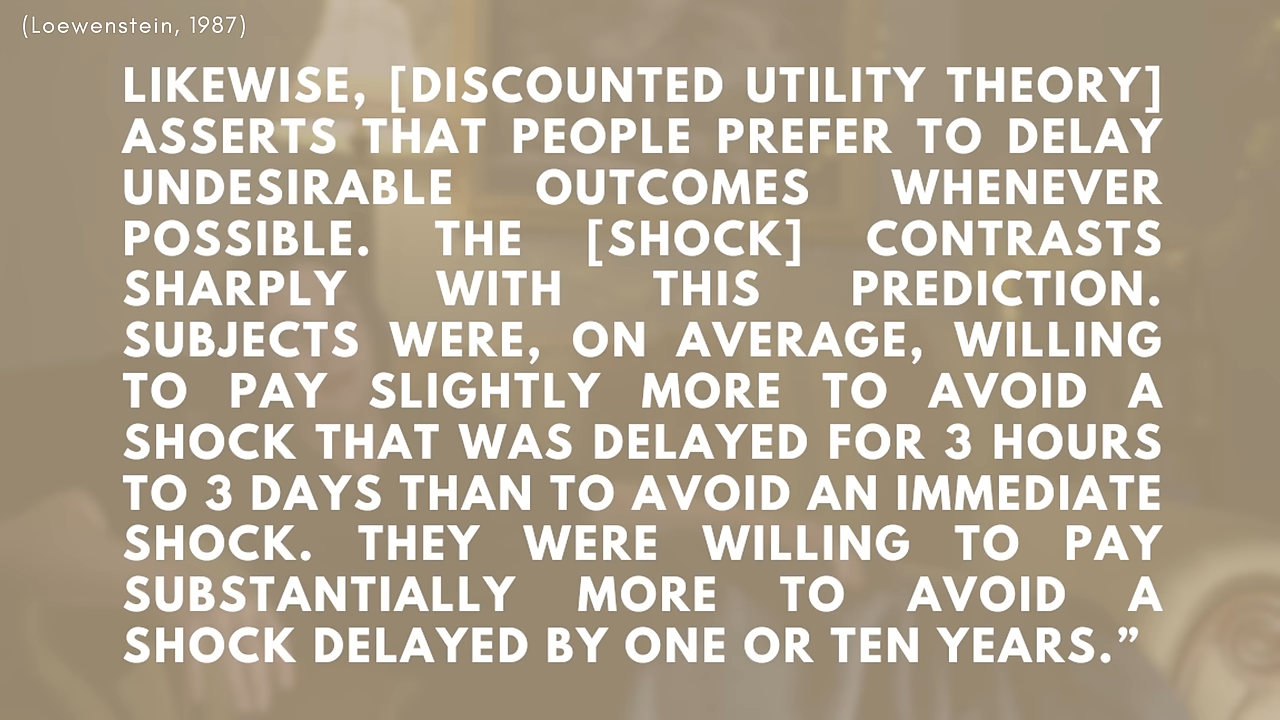 (Loewenstein, 1987)
LIKEWISE, [DISCOUNTED UTILITY THEORY]
ASSERTS THAT PEOPLE PREFER TO DELAY
UNDESIRABLE OUTCOMES WHENEVER
POSSIBLE. THE [SHOCK] CONTRASTS
SHARPLY WITH THIS PREDICTION.
SUBJECTS WERE, ON AVERAGE, WILLING
TO PAY SLIGHTLY MORE TO AVOID A
SHOCK THAT WAS DELAYED FOR 3 HOURS
TO 3 DAYS THAN TO AVOID AN IMMEDIATE
SHOCK. THEY WERE WILLING TO PAY
SUBSTANTIALLY MORE TO AVOID A
SHOCK DELAYED BY ONE OR TEN YEARS.”